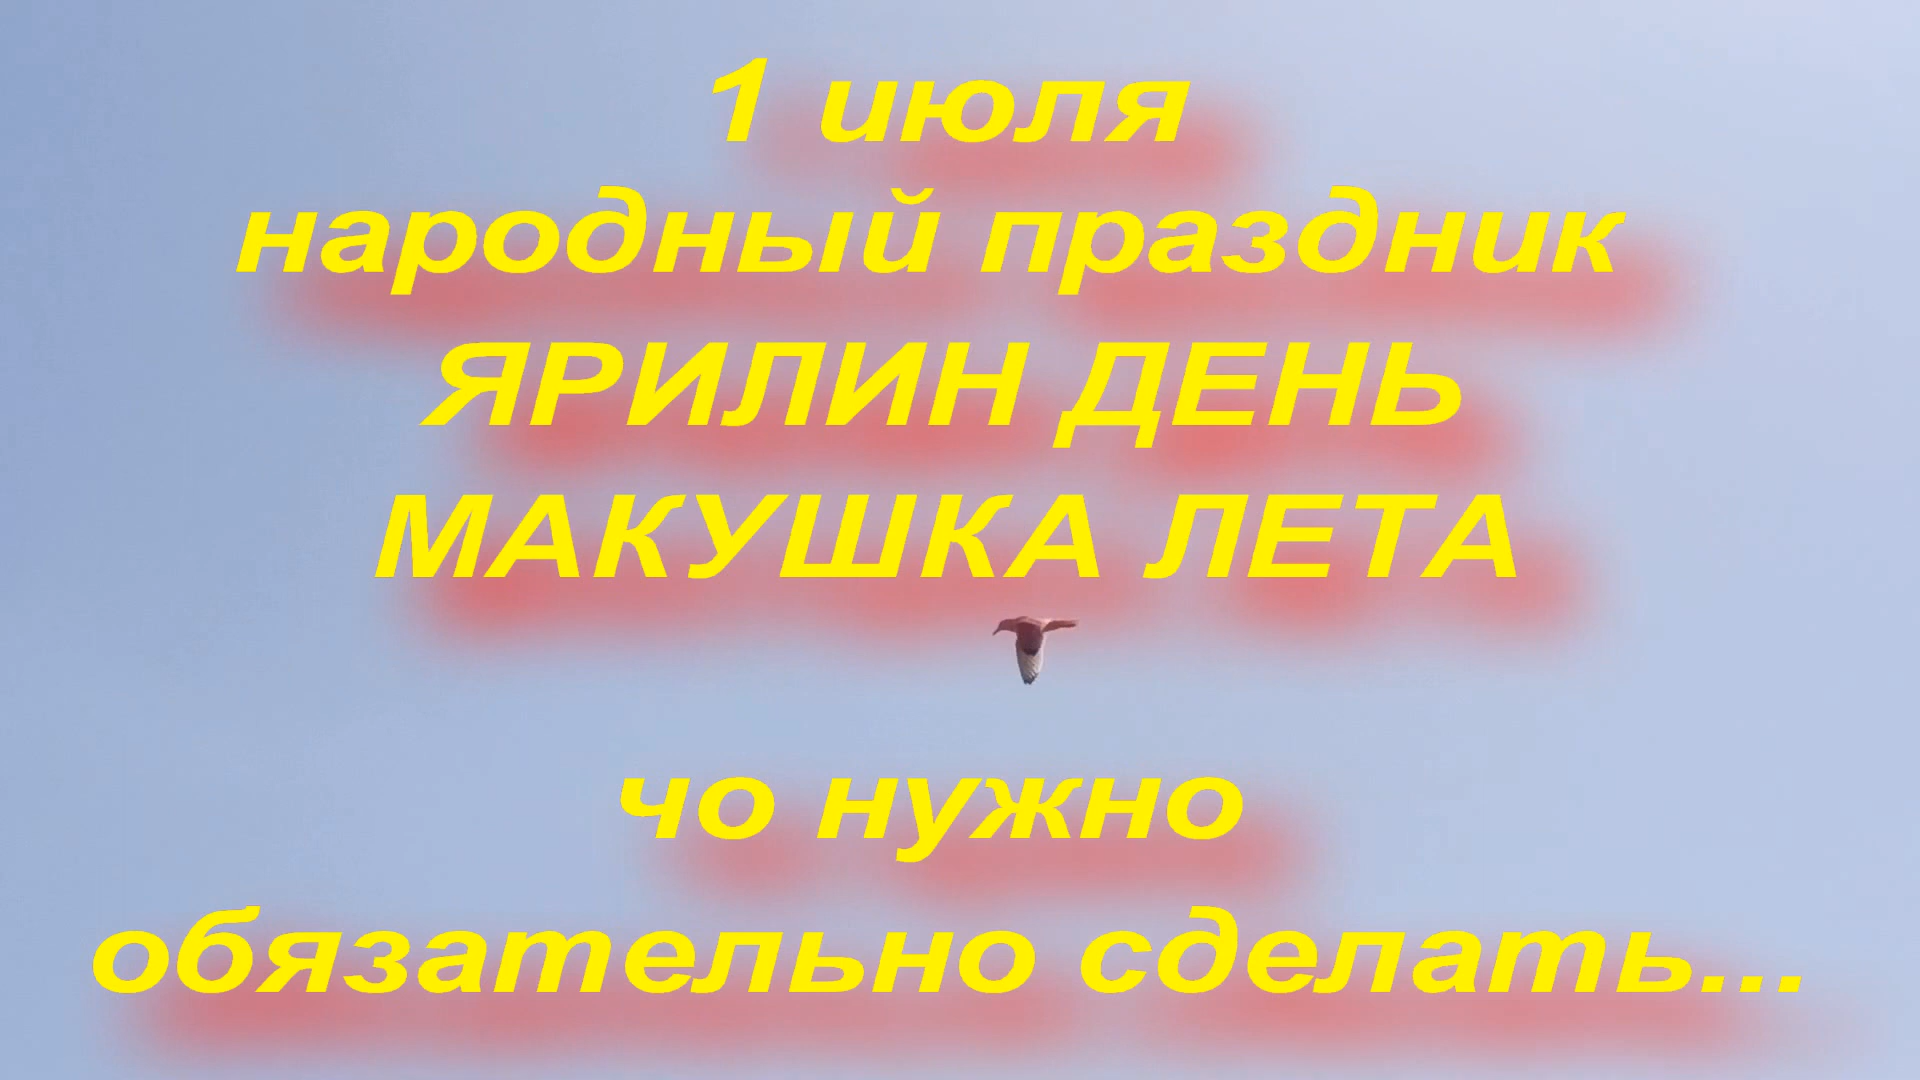 1 июля
народный праздник
ЯРИЛИН ДЕНЬ
МАКУШКА ЛЕТА
чо нужно
обязательно сделать...